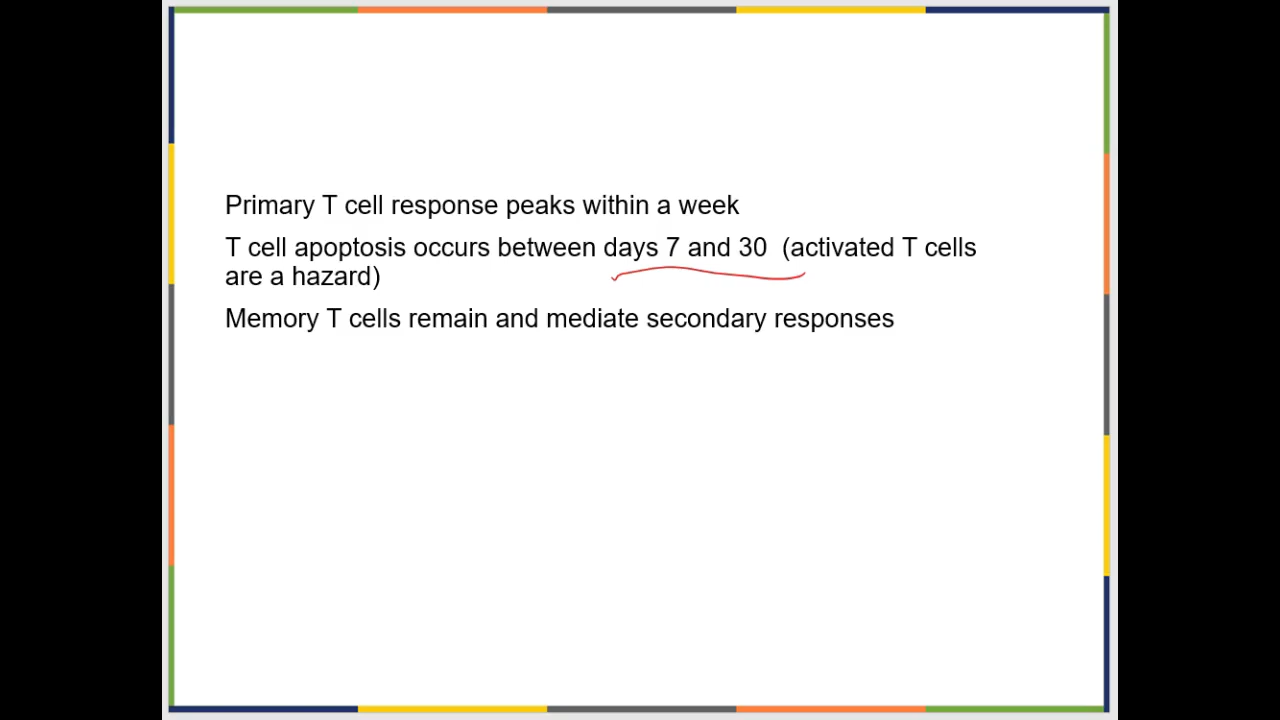 Primary T cell response peaks within a week
T cell apoptosis occurs between days 7 and 30  (activated T cells
are a hazard)
Memory T cells remain and mediate secondary responses